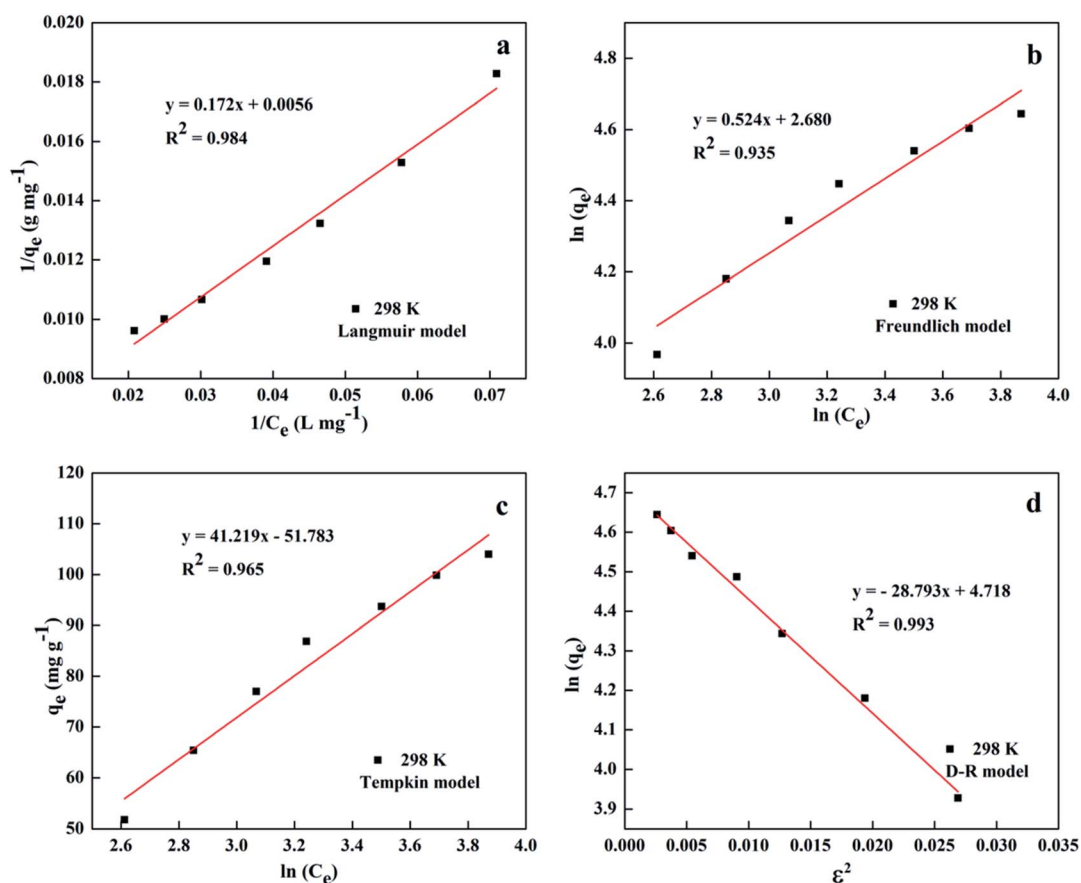 a
y = 0.172x + 0.0056
R² = 0.984
298 K
Langmuir model
1/qₑ (g mg⁻¹)
0.020
0.018
0.016
0.014
0.012
0.010
0.008
0.02 0.03 0.04 0.05 0.06 0.07
1/Cₑ (L mg⁻¹)
b
y = 0.524x + 2.680
R² = 0.935
298 K
Freundlich model
ln (qₑ)
4.8
4.6
4.4
4.2
4.0
2.6 2.8 3.0 3.2 3.4 3.6 3.8 4.0
ln (Cₑ)
c
y = 41.219x - 51.783
R² = 0.965
298 K
Tempkin model
qₑ (mg g⁻¹)
120
110
100
90
80
70
60
50
2.6 2.8 3.0 3.2 3.4 3.6 3.8 4.0
ln (Cₑ)
d
y = - 28.793x + 4.718
R² = 0.993
298 K
D-R model
ln (qₑ)
4.7
4.6
4.5
4.4
4.3
4.2
4.1
4.0
3.9
0.000 0.005 0.010 0.015 0.020 0.025 0.030 0.035
ε²